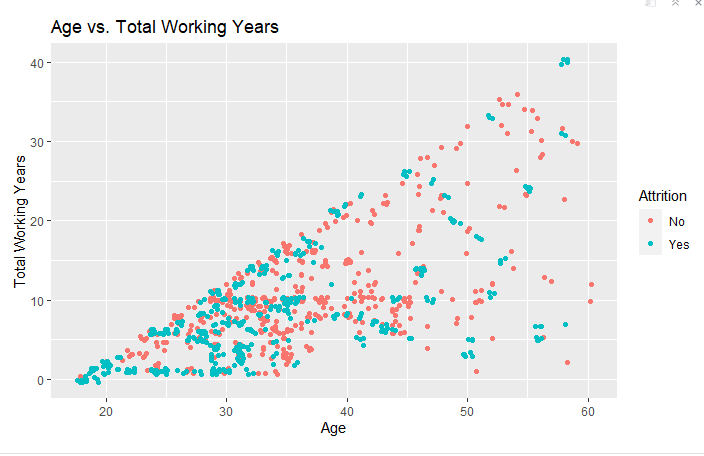 Age vs. Total Working Years
40
30
20
10
0
Total Working Years
20
30
40
50
60
Age
Attrition
No
Yes